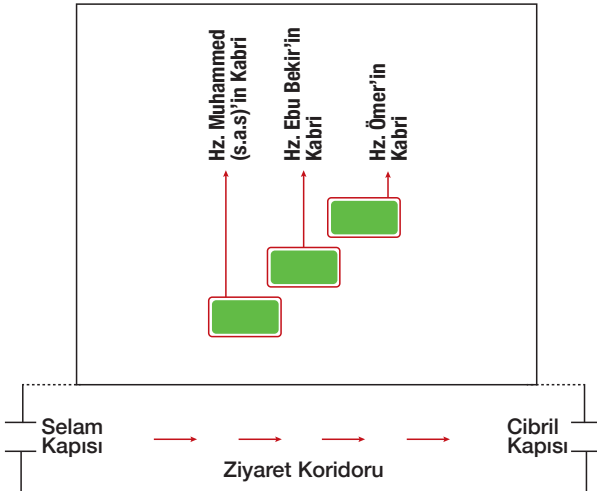 Hz. Muhammed
(s.a.s)’in Kabri
Hz. Ebu Bekir’in
Kabri
Hz. Ömer’in
Kabri
Selam
Kapısı
Cibril
Kapısı
Ziyaret Koridoru